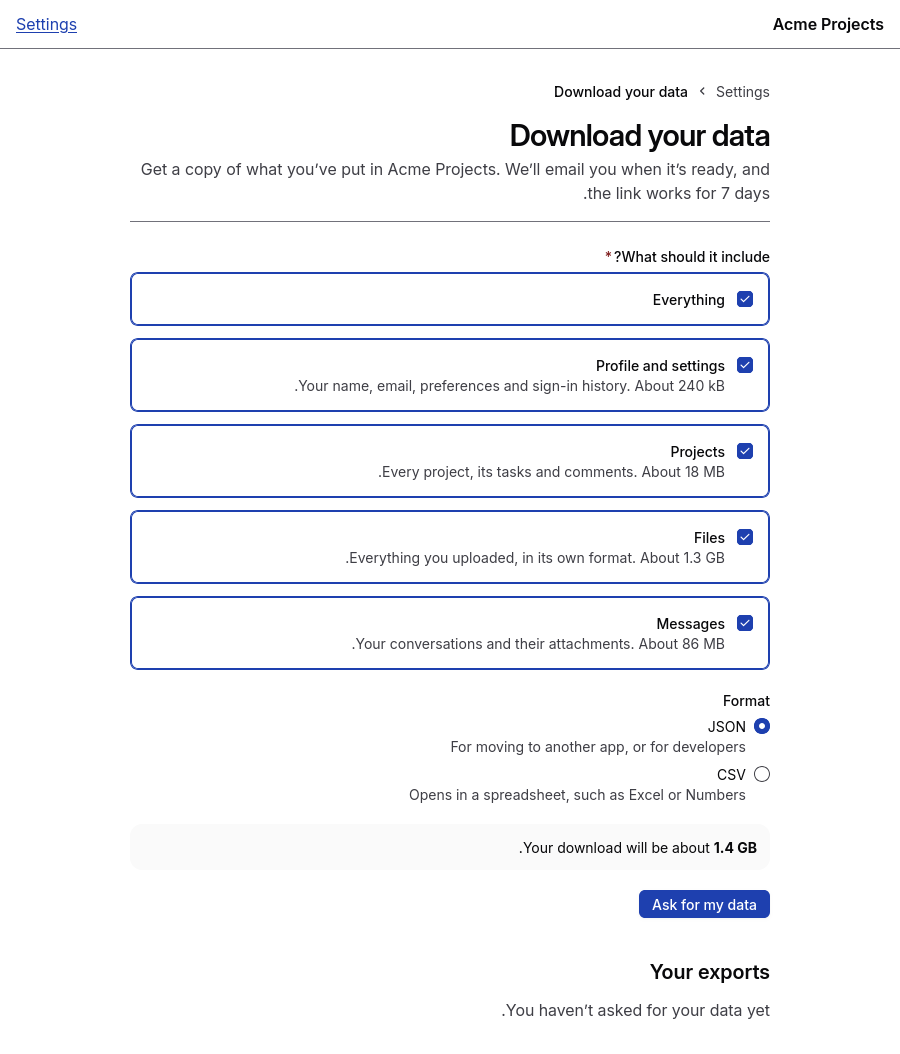 Acme Projects
Settings
Settings
Download your data
Download your data
Get a copy of what you’ve put in Acme Projects. We’ll email you when it’s ready, and
the link works for 7 days.
What should it include? *
Everything
Profile and settings
Your name, email, preferences and sign-in history. About 240 kB.
Projects
Every project, its tasks and comments. About 18 MB.
Files
Everything you uploaded, in its own format. About 1.3 GB.
Messages
Your conversations and their attachments. About 86 MB.
Format
JSON
For moving to another app, or for developers
CSV
Opens in a spreadsheet, such as Excel or Numbers
Your download will be about 1.4 GB.
Ask for my data
Your exports
You haven’t asked for your data yet.